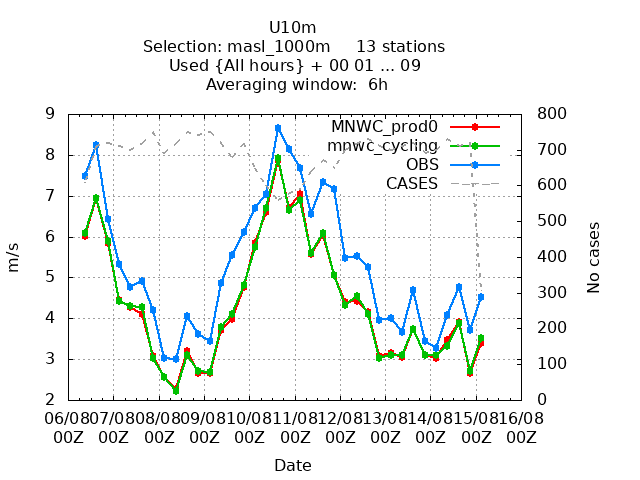 U10m
Selection: masl_1000m 13 stations
Used {All hours} + 00 01 ... 09
Averaging window: 6h
9 800
MNWC_prod0
8 700
mnwc_cycling
OBS
7 600
CASES
6 500
5 400
4 300
3 200
100
2 0
m/s
No cases
06/08 07/08 08/08 09/08 10/08 11/08 12/08 13/08 14/08 15/08 16/08
00Z 00Z 00Z 00Z 00Z 00Z 00Z 00Z 00Z 00Z 00Z
Date